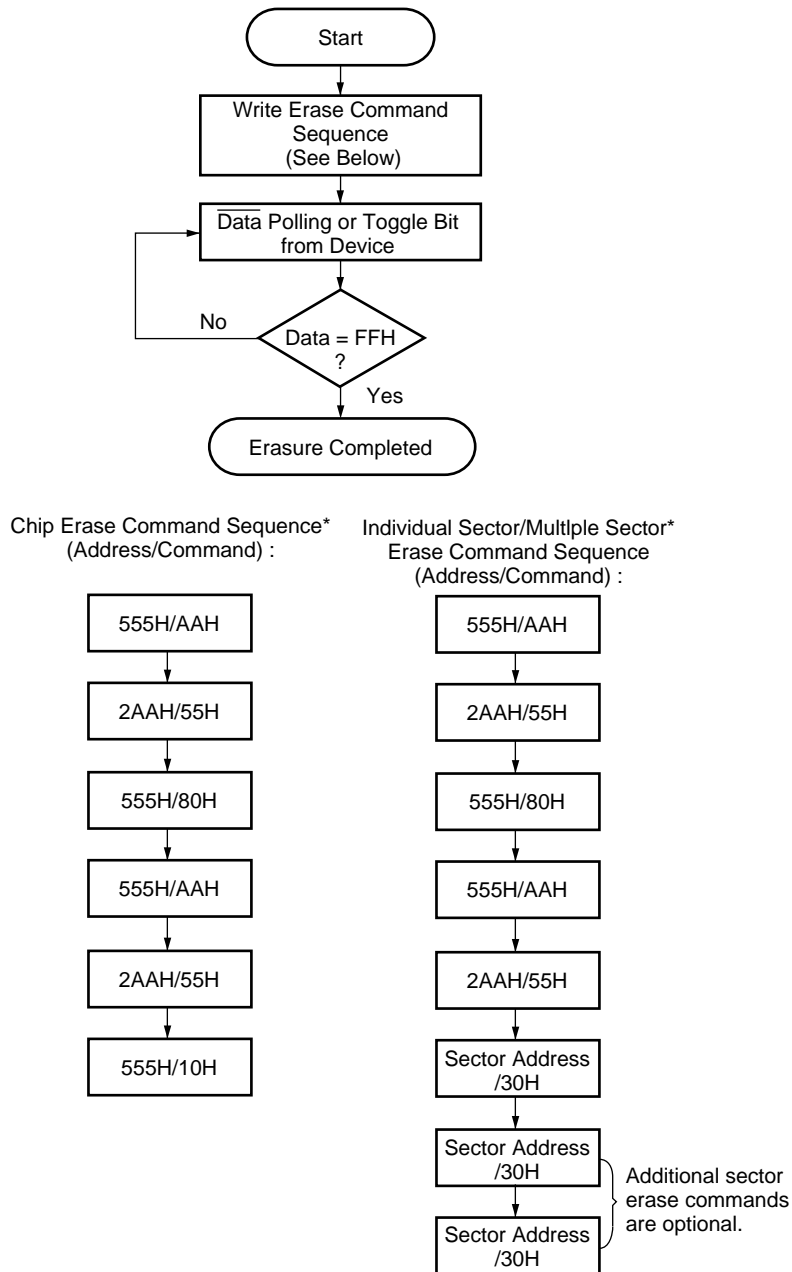 Start
Write Erase Command
Sequence
(See Below)
Data Polling or Toggle Bit
from Device
No
Data = FFH
?
Yes
Erasure Completed
Chip Erase Command Sequence*
(Address/Command) :
555H/AAH
2AAH/55H
555H/80H
555H/AAH
2AAH/55H
555H/10H
Individual Sector/Multlple Sector*
Erase Command Sequence
(Address/Command) :
555H/AAH
2AAH/55H
555H/80H
555H/AAH
2AAH/55H
Sector Address
/30H
Sector Address
/30H
Sector Address
/30H
Additional sector
erase commands
are optional.